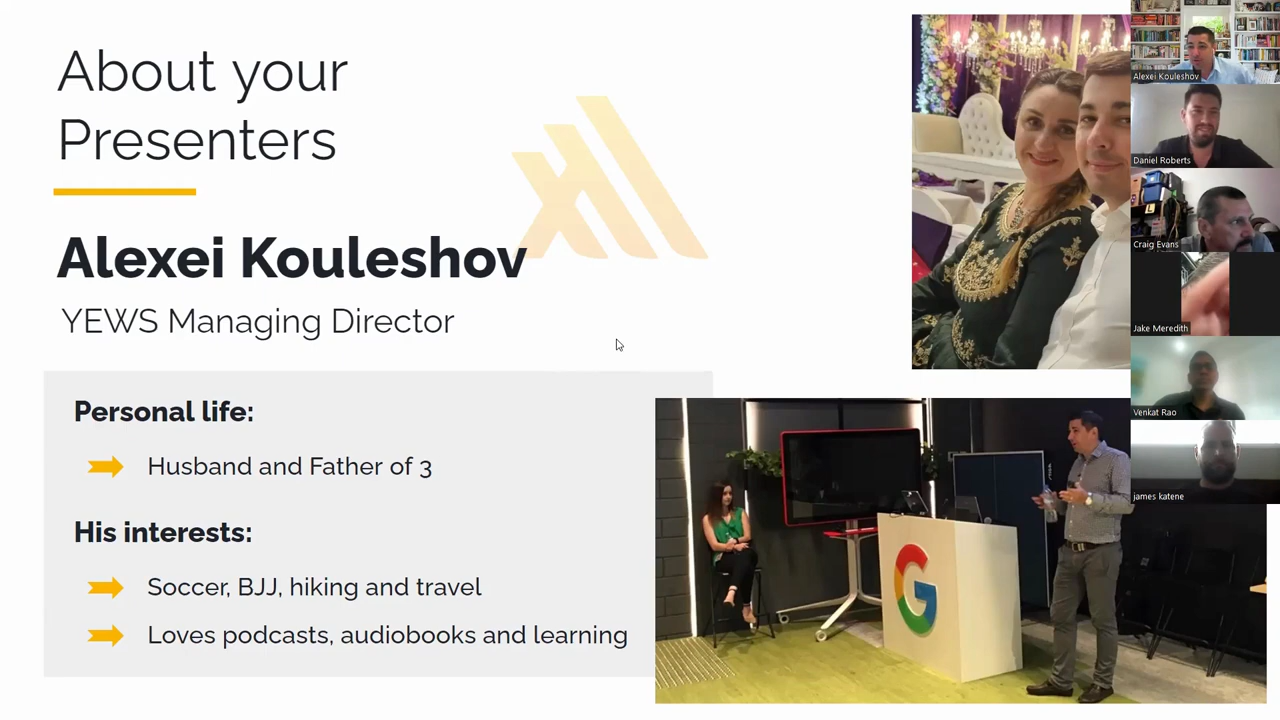 About your
Presenters
Alexei Kouleshov
YEWS Managing Director
Personal life:
Husband and Father of 3
His interests:
Soccer, BJJ, hiking and travel
Loves podcasts, audiobooks and learning
G
Alexei Kouleshov
Daniel Roberts
L
Craig Evans
Jake Meredith
Venkat Rao
james katene